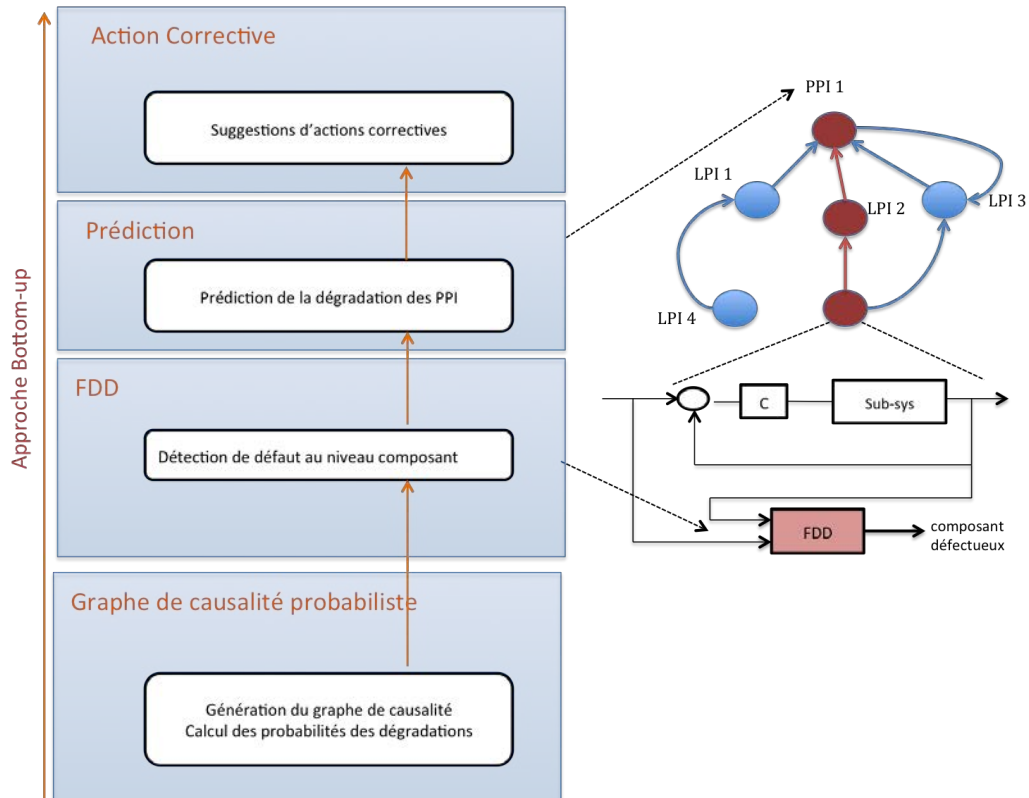 Approche Bottom-up
Action Corrective
Suggestions d'actions correctives
Prédiction
Prédiction de la dégradation des PPI
FDD
Détection de défaut au niveau composant
Graphe de causalité probabiliste
Génération du graphe de causalité
Calcul des probabilités des dégradations
PPI 1
LPI 1
LPI 2
LPI 3
LPI 4
C
Sub-sys
FDD
composant
défectueux